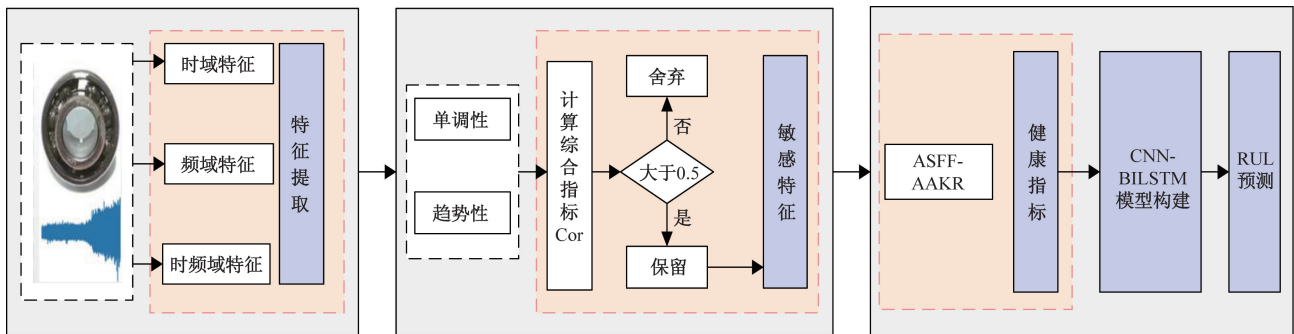 时域特征
频域特征
时频域特征
特征提取
单调性
趋势性
计算综合指标
Cor
舍弃
否
大于0.5
是
保留
敏感特征
ASFF-
AAKR
健康指标
CNN-
BILSTM
模型构建
RUL
预测